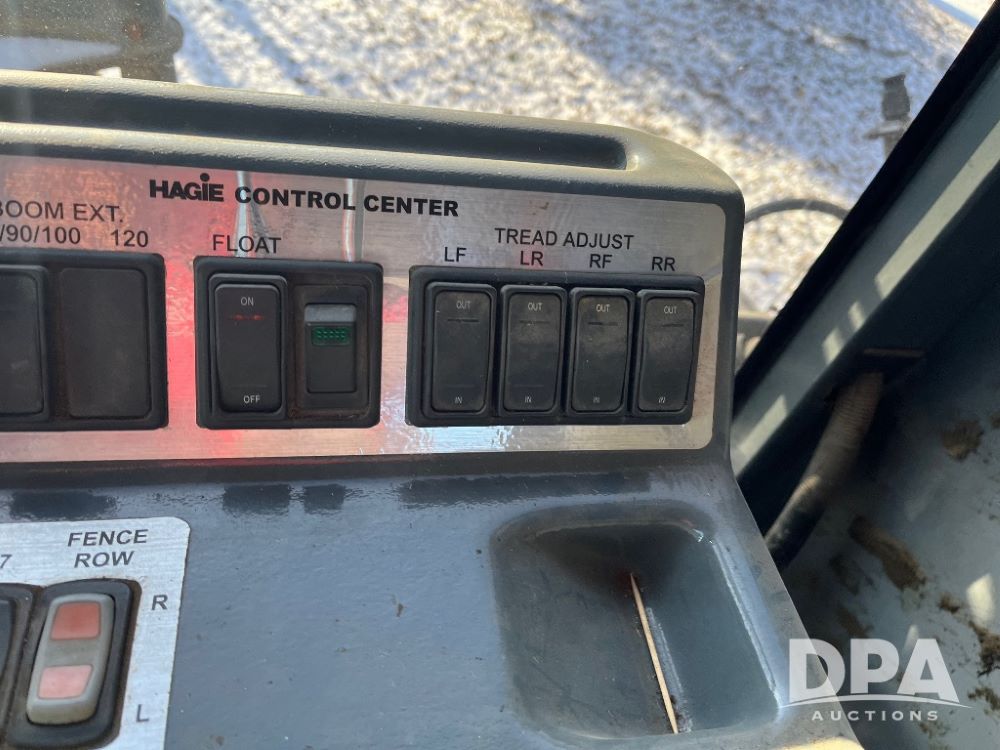 HAGIE CONTROL CENTER
BOOM EXT.
/90/100 120
FLOAT
TREAD ADJUST
LF LR RF RR
ON
OFF
OUT OUT OUT OUT
IN IN IN IN
7
FENCE
ROW
R
L
DPA
AUCTIONS